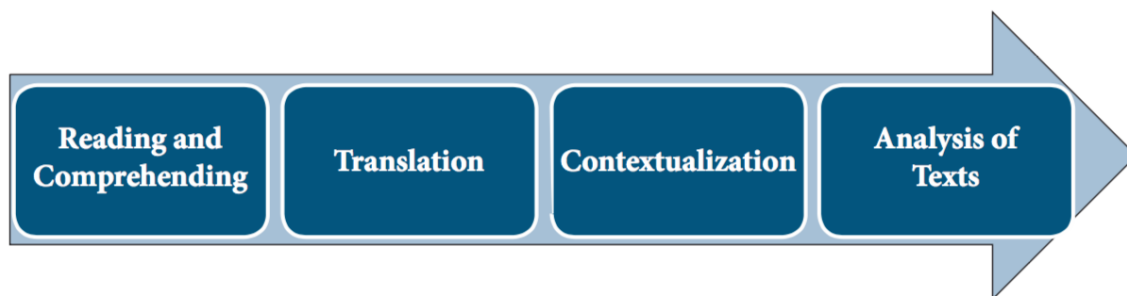 Reading and
Comprehending
Translation
Contextualization
Analysis of
Texts